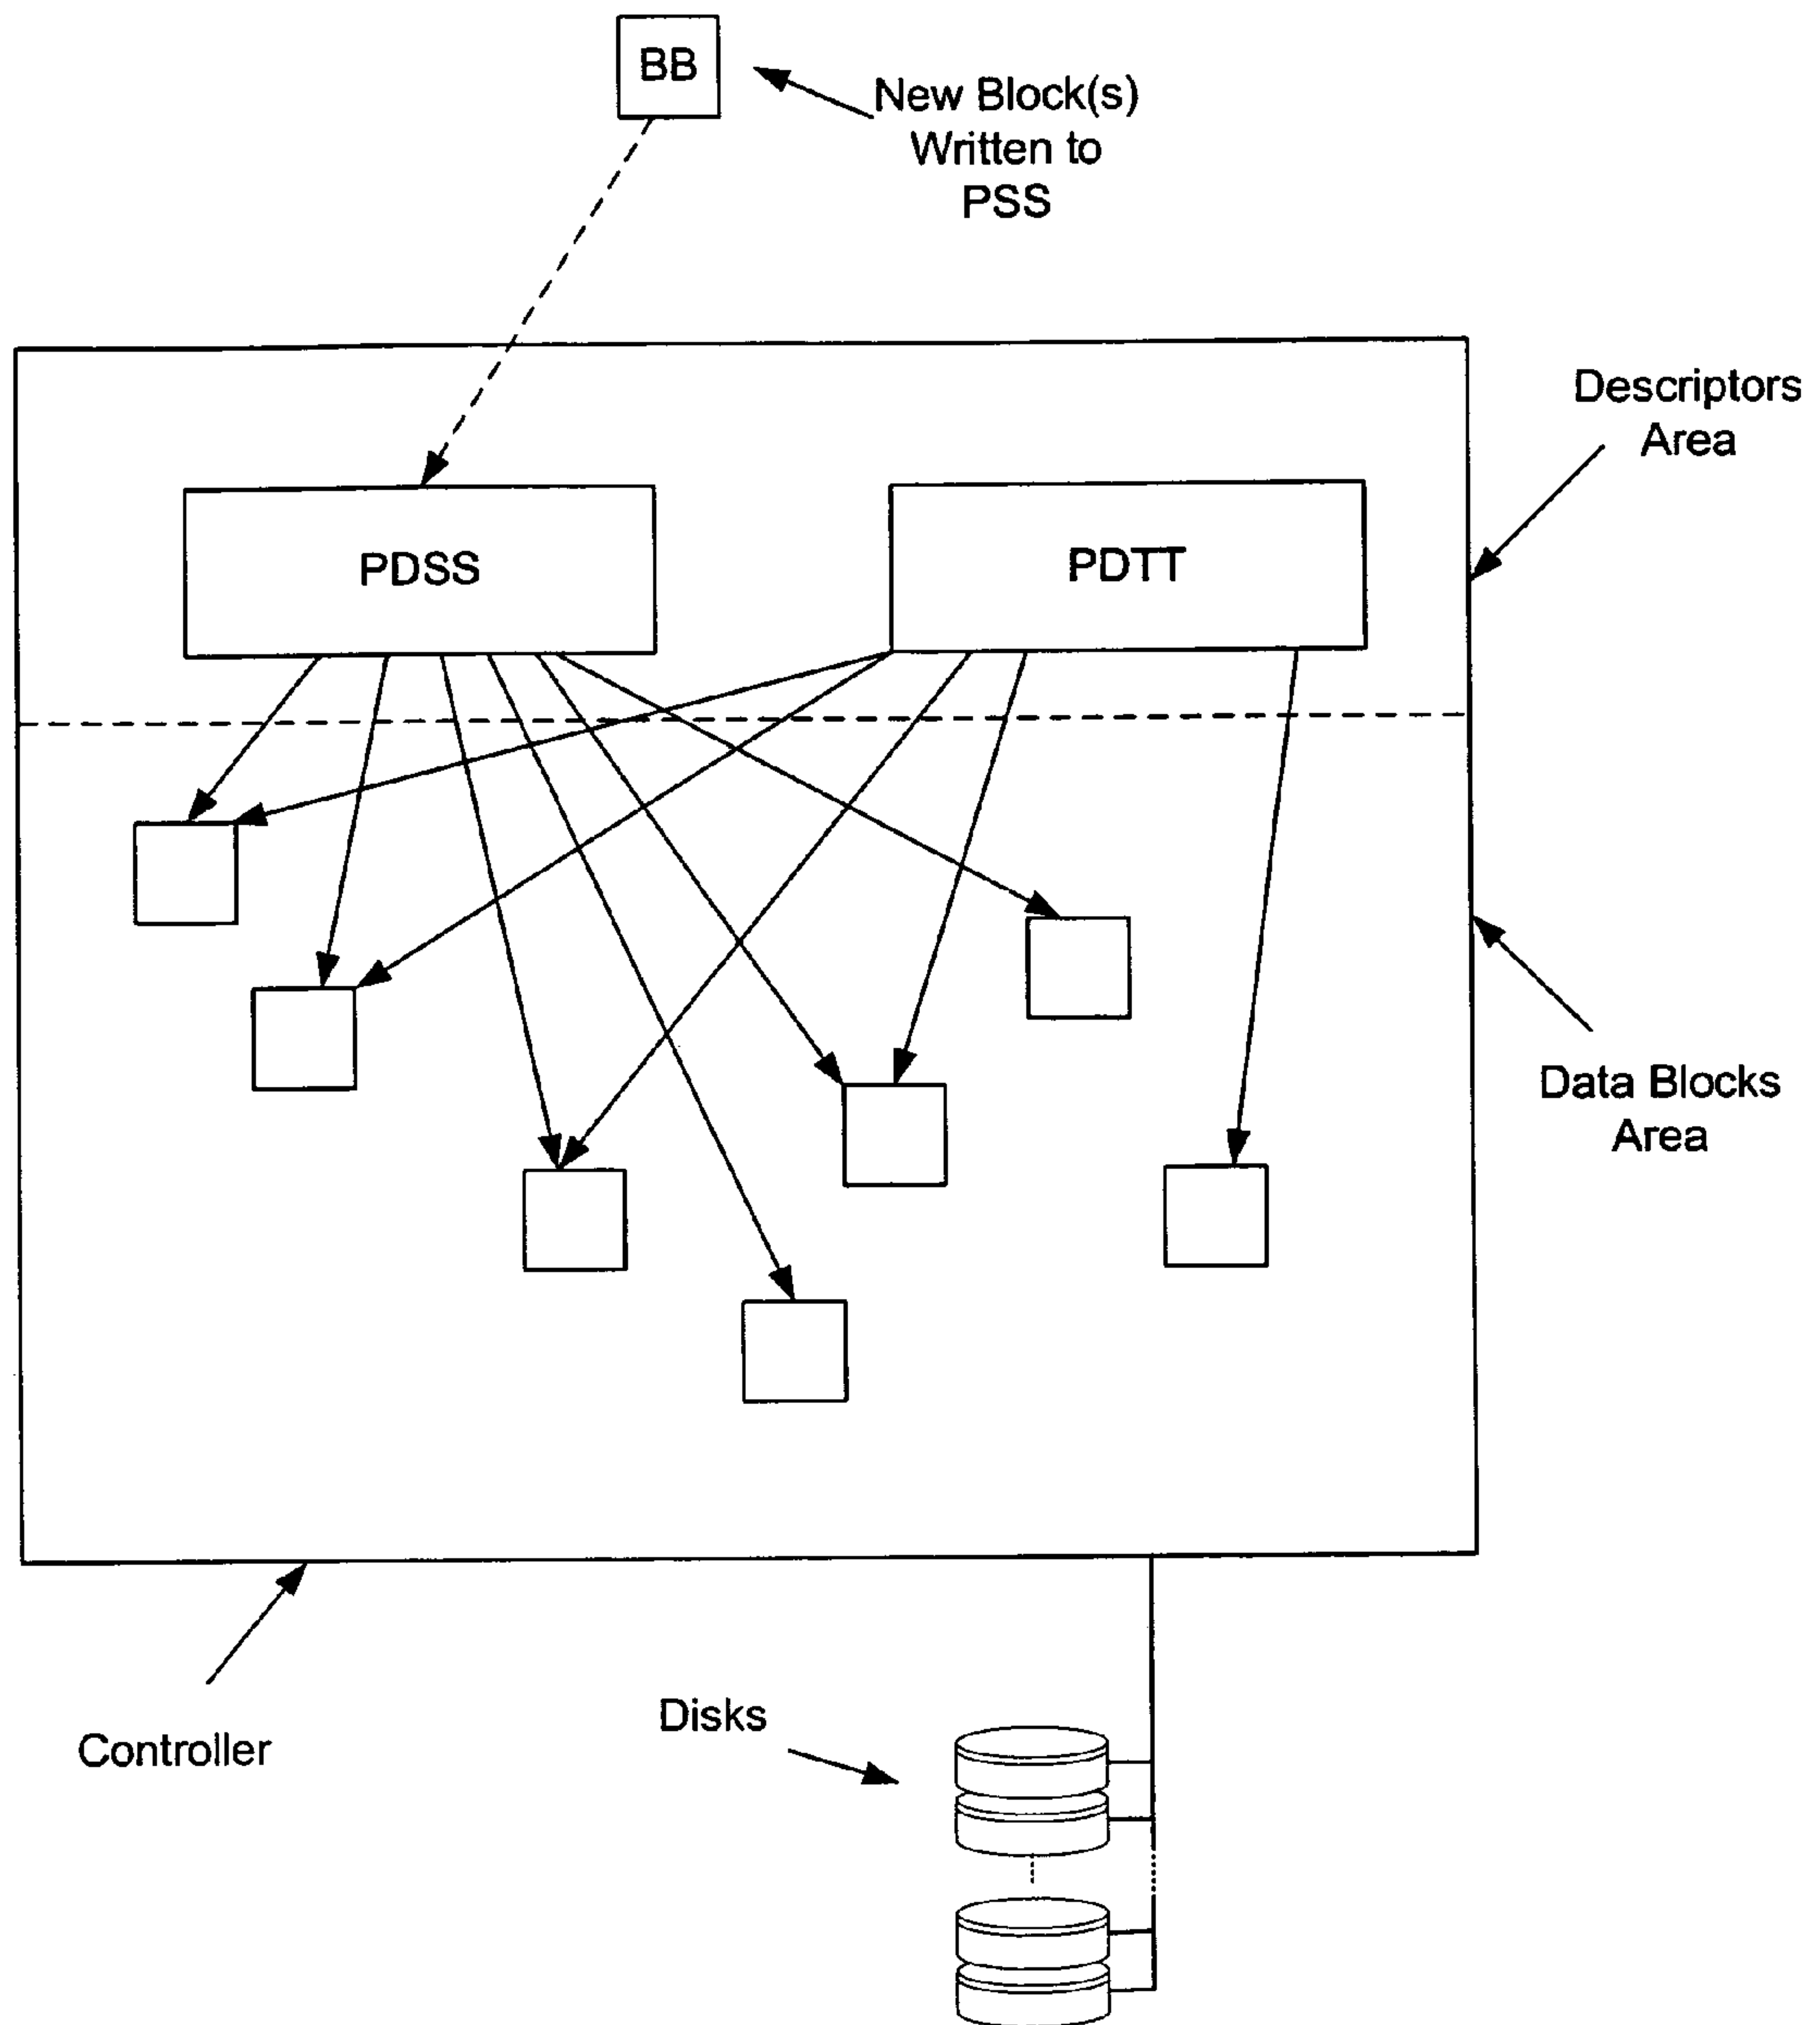 BB
New Block(s)
Written to
PSS
Descriptors
Area
PDSS
PDTT
Data Blocks
Area
Disks
Controller